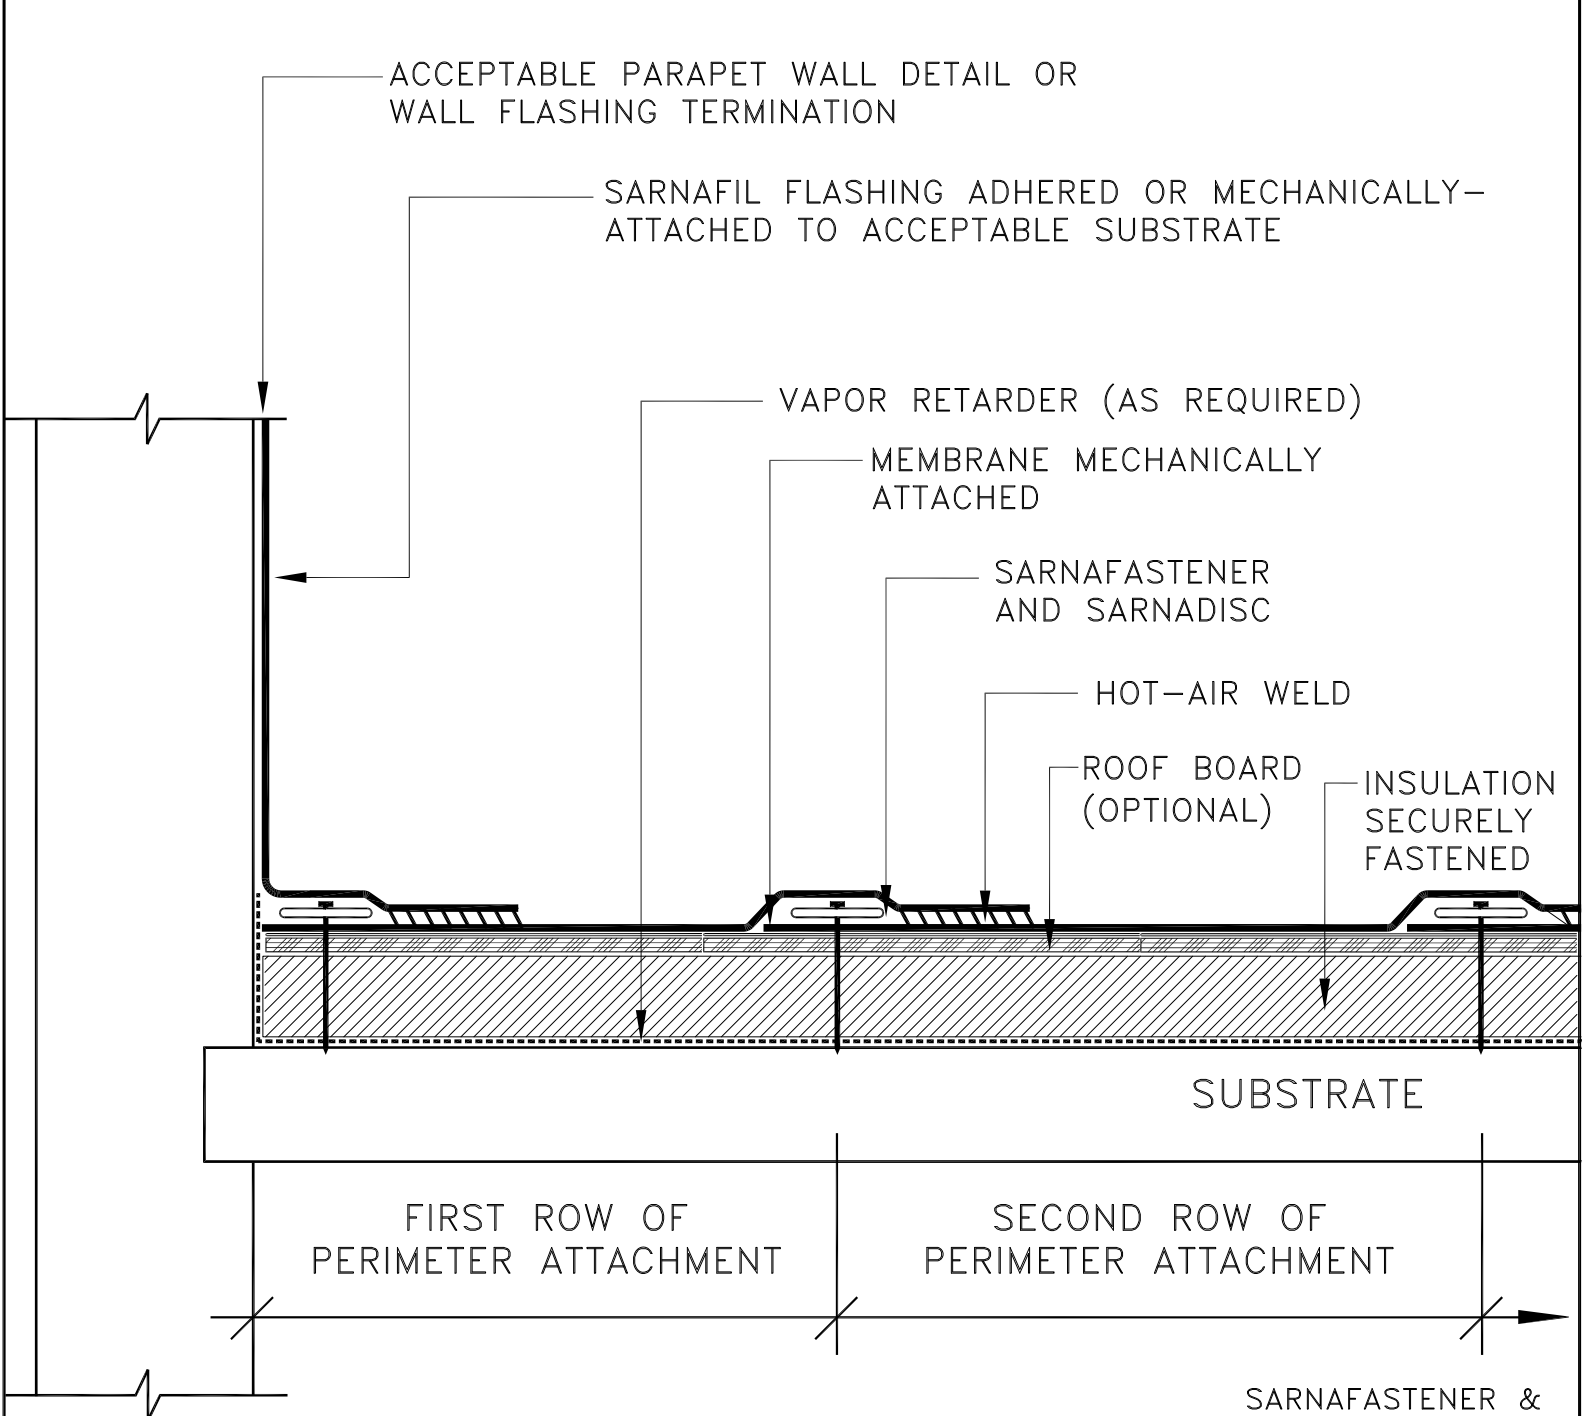 ACCEPTABLE PARAPET WALL DETAIL OR
WALL FLASHING TERMINATION
SARNAFIL FLASHING ADHERED OR MECHANICALLY-
ATTACHED TO ACCEPTABLE SUBSTRATE
VAPOR RETARDER (AS REQUIRED)
MEMBRANE MECHANICALLY
ATTACHED
SARNAFASTENER
AND SARNADISC
HOT-AIR WELD
ROOF BOARD
(OPTIONAL)
INSULATION
SECURELY
FASTENED
SUBSTRATE
FIRST ROW OF
PERIMETER ATTACHMENT
SECOND ROW OF
PERIMETER ATTACHMENT
SARNAFASTENER &